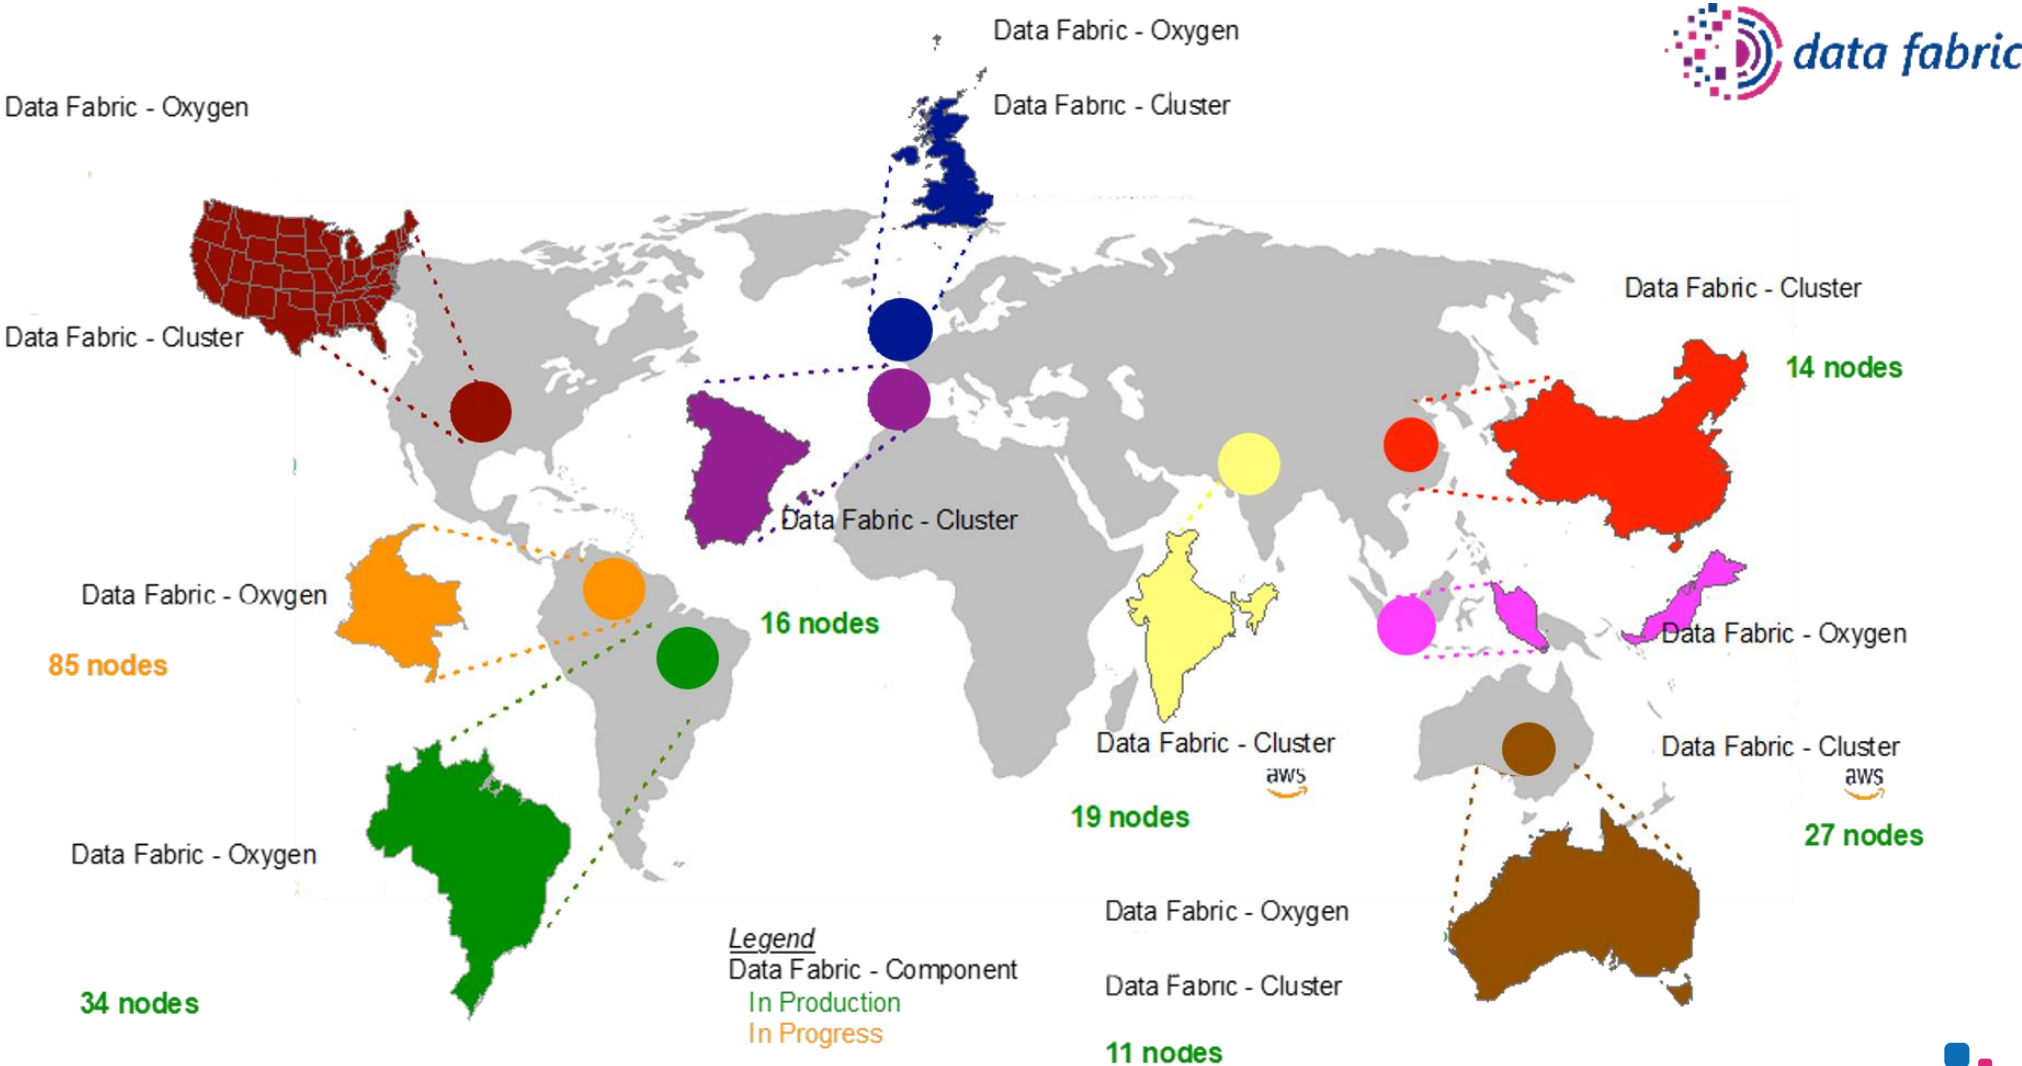 Data Fabric - Oxygen
Data Fabric - Cluster
data fabric
Data Fabric - Oxygen
Data Fabric - Cluster
Data Fabric - Cluster
14 nodes
Data Fabric - Cluster
16 nodes
Data Fabric - Oxygen
85 nodes
Data Fabric - Oxygen
Data Fabric - Cluster
aws
27 nodes
Data Fabric - Cluster
aws
19 nodes
Data Fabric - Oxygen
34 nodes
Legend
Data Fabric - Component
In Production
In Progress
Data Fabric - Oxygen
Data Fabric - Cluster
11 nodes